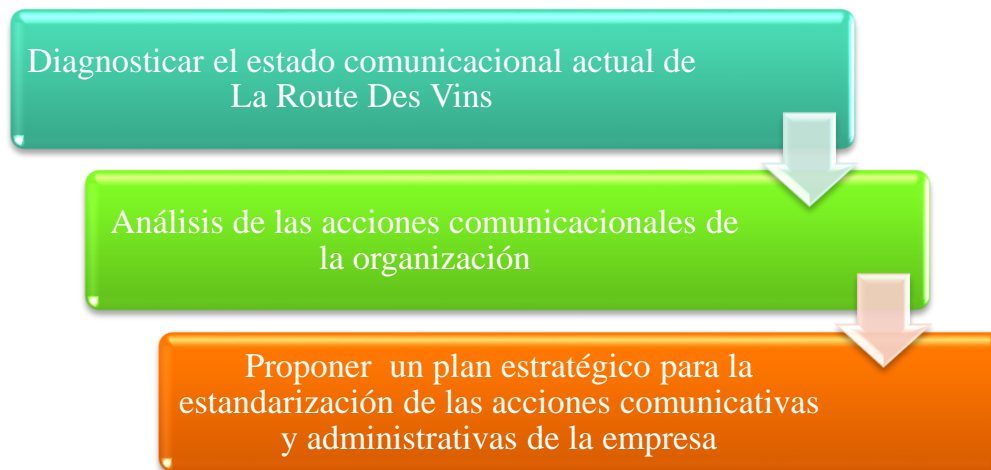 Diagnosticar el estado comunicacional actual de
La Route Des Vins
Análisis de las acciones comunicacionales de
la organización
Proponer  un plan estratégico para la
estandarización de las acciones comunicativas
y administrativas de la empresa